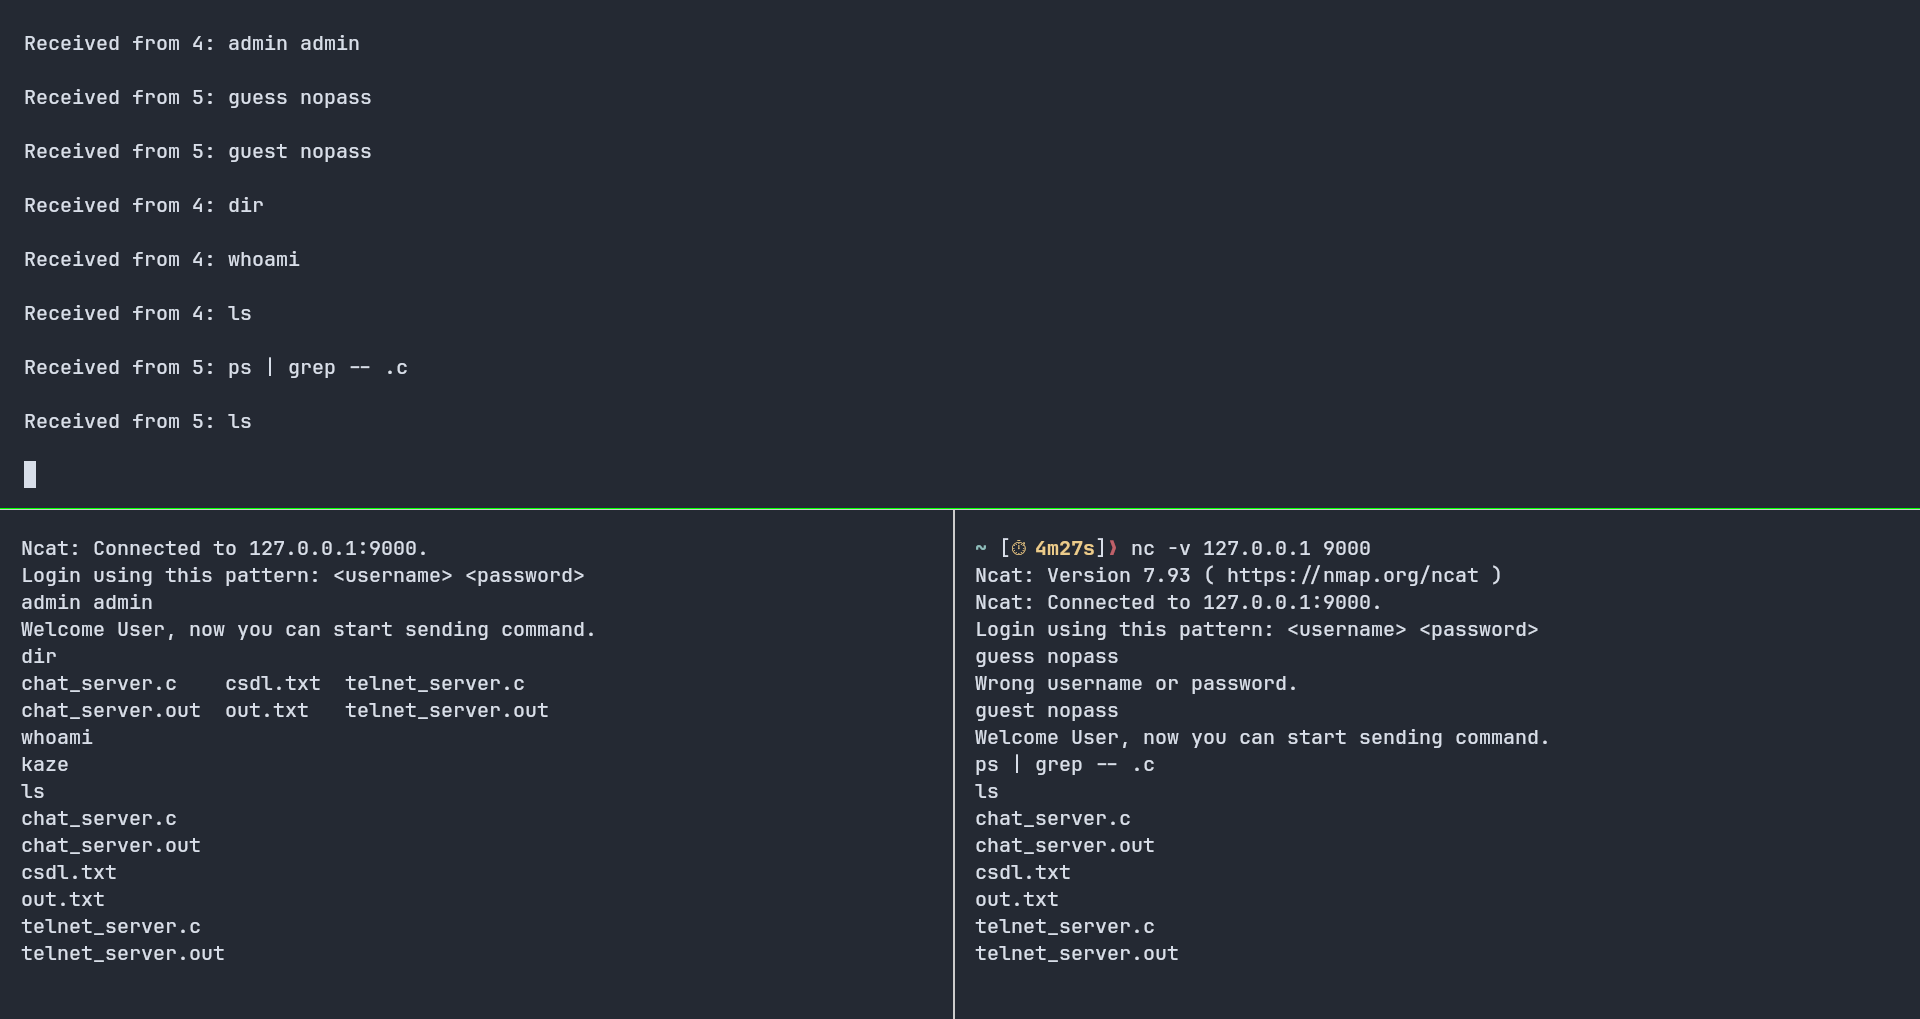 Received from 4: admin admin
Received from 5: guess nopass
Received from 5: guest nopass
Received from 4: dir
Received from 4: whoami
Received from 4: ls
Received from 5: ps | grep -- .c
Received from 5: ls
Ncat: Connected to 127.0.0.1:9000.
Login using this pattern: <username> <password>
admin admin
Welcome User, now you can start sending command.
dir
chat_server.c    csdl.txt  telnet_server.c
chat_server.out  out.txt   telnet_server.out
whoami
kaze
ls
chat_server.c
chat_server.out
csdl.txt
out.txt
telnet_server.c
telnet_server.out
~ [⏱ 4m27s]❱ nc -v 127.0.0.1 9000
Ncat: Version 7.93 ( https://nmap.org/ncat )
Ncat: Connected to 127.0.0.1:9000.
Login using this pattern: <username> <password>
guess nopass
Wrong username or password.
guest nopass
Welcome User, now you can start sending command.
ps | grep -- .c
ls
chat_server.c
chat_server.out
csdl.txt
out.txt
telnet_server.c
telnet_server.out